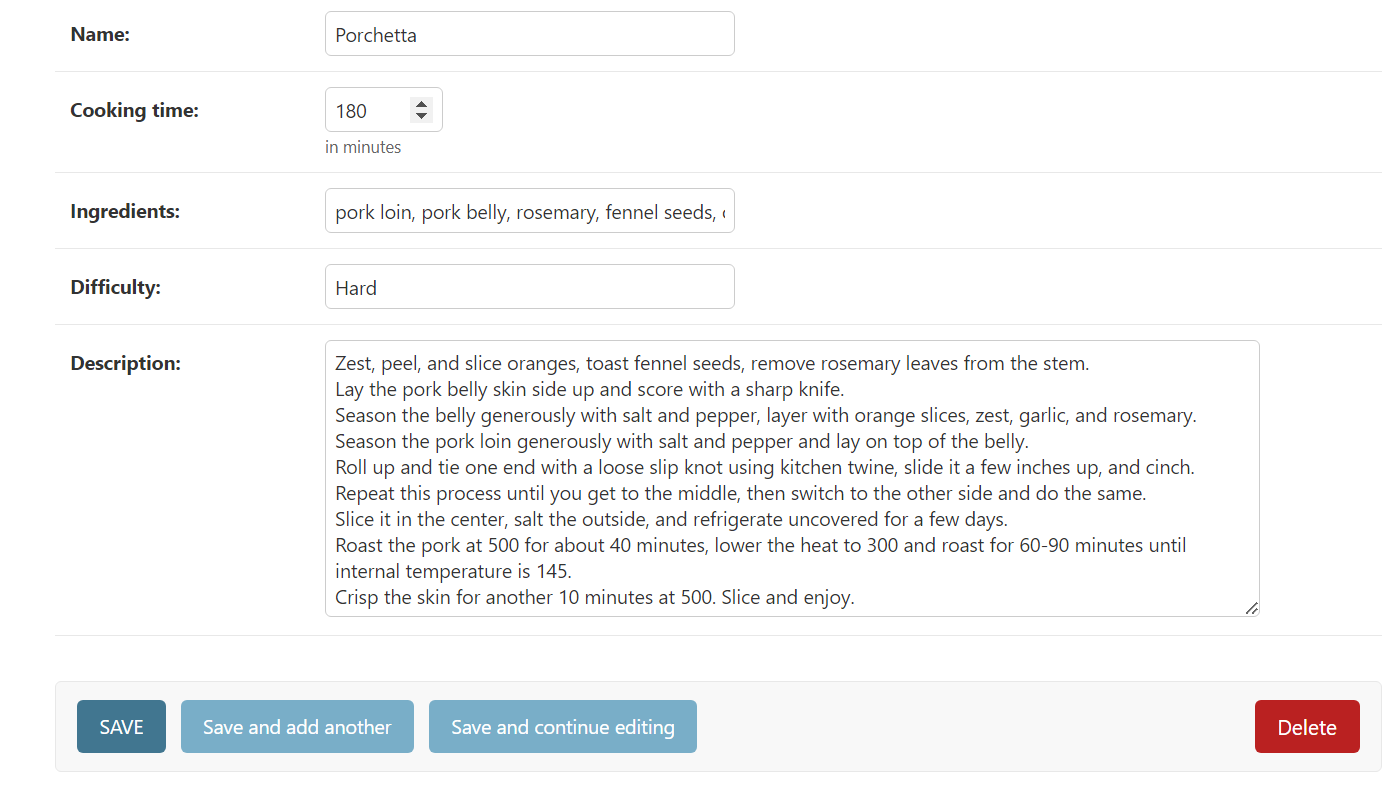 Name:
Porchetta
Cooking time:
180
in minutes
Ingredients:
pork loin, pork belly, rosemary, fennel seeds,
Difficulty:
Hard
Description:
Zest, peel, and slice oranges, toast fennel seeds, remove rosemary leaves from the stem.
Lay the pork belly skin side up and score with a sharp knife.
Season the belly generously with salt and pepper, layer with orange slices, zest, garlic, and rosemary.
Season the pork loin generously with salt and pepper and lay on top of the belly.
Roll up and tie one end with a loose slip knot using kitchen twine, slide it a few inches up, and cinch.
Repeat this process until you get to the middle, then switch to the other side and do the same.
Slice it in the center, salt the outside, and refrigerate uncovered for a few days.
Roast the pork at 500 for about 40 minutes, lower the heat to 300 and roast for 60-90 minutes until
internal temperature is 145.
Crisp the skin for another 10 minutes at 500. Slice and enjoy.
SAVE
Save and add another
Save and continue editing
Delete